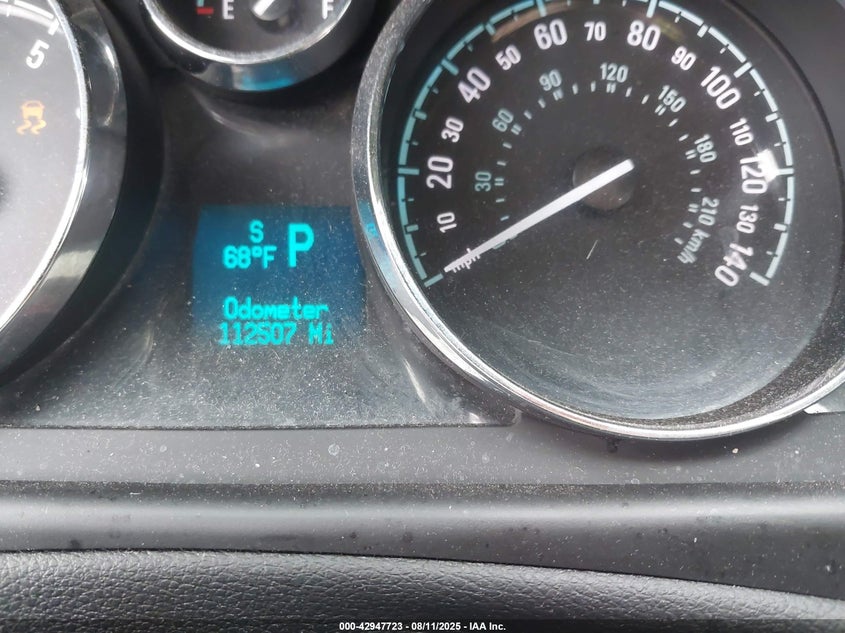 E F
5
10 20 30 40 50 60 70 80 90 100 110 120 130 140
30 60 90 120 150 180 210 km/h
mph
S
68°F P
Odometer
112507 Mi
000-42947723 - 08/11/2025 - IAA Inc.